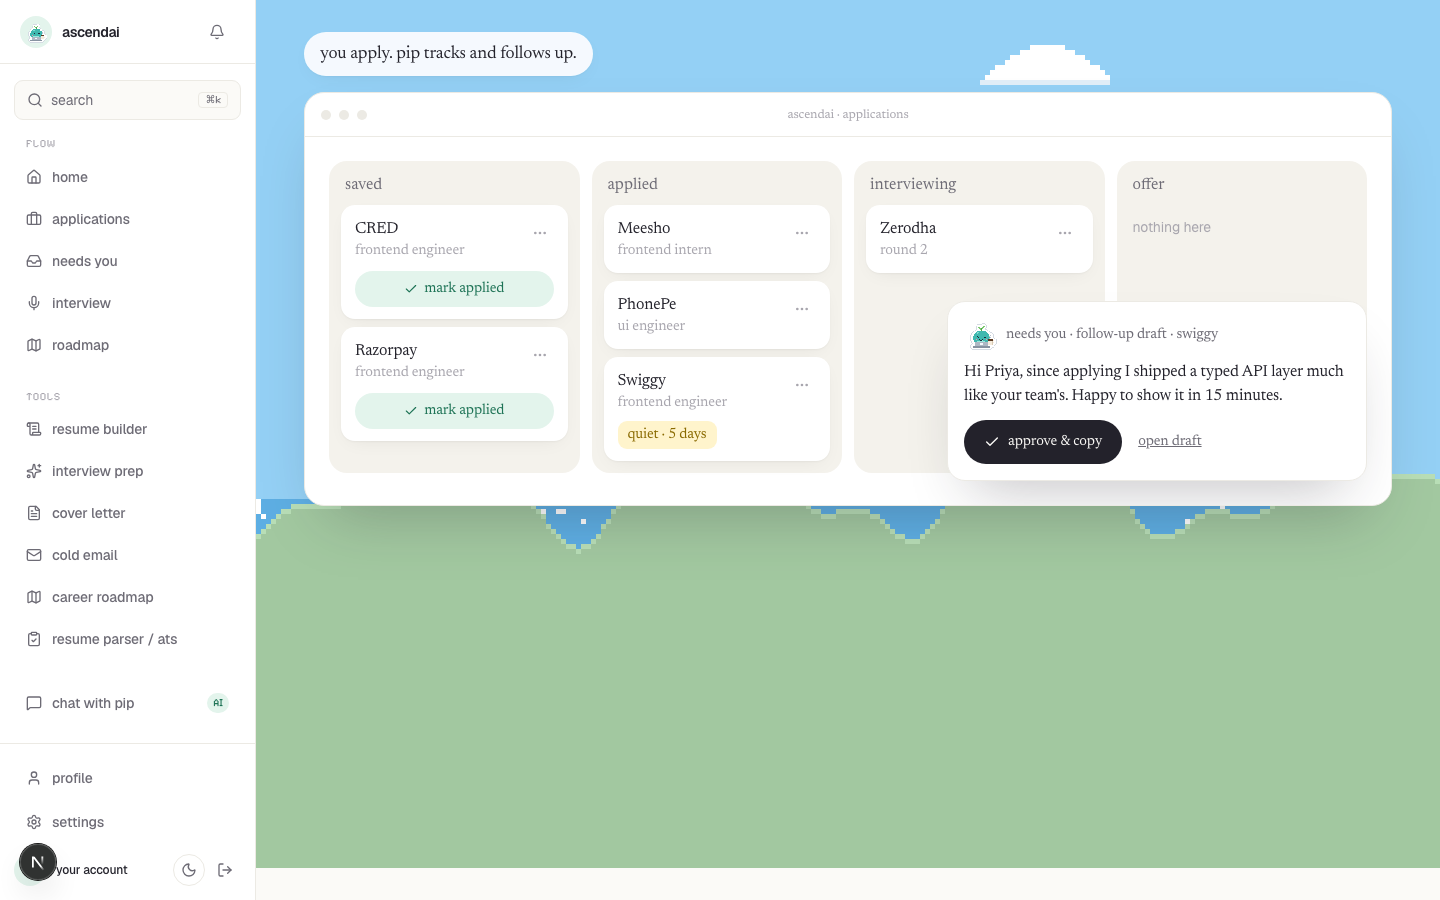 ascendai
search
⌘k
FLOW
home
applications
needs you
interview
roadmap
TOOLS
resume builder
interview prep
cover letter
cold email
career roadmap
resume parser / ats
chat with pip
AI
profile
settings
N
your account
you apply. pip tracks and follows up.
ascendai · applications
saved
CRED
frontend engineer
mark applied
Razorpay
frontend engineer
mark applied
applied
Meesho
frontend intern
PhonePe
ui engineer
Swiggy
frontend engineer
quiet · 5 days
interviewing
Zerodha
round 2
offer
nothing here
needs you · follow-up draft · swiggy
Hi Priya, since applying I shipped a typed API layer much
like your team's. Happy to show it in 15 minutes.
approve & copy
open draft